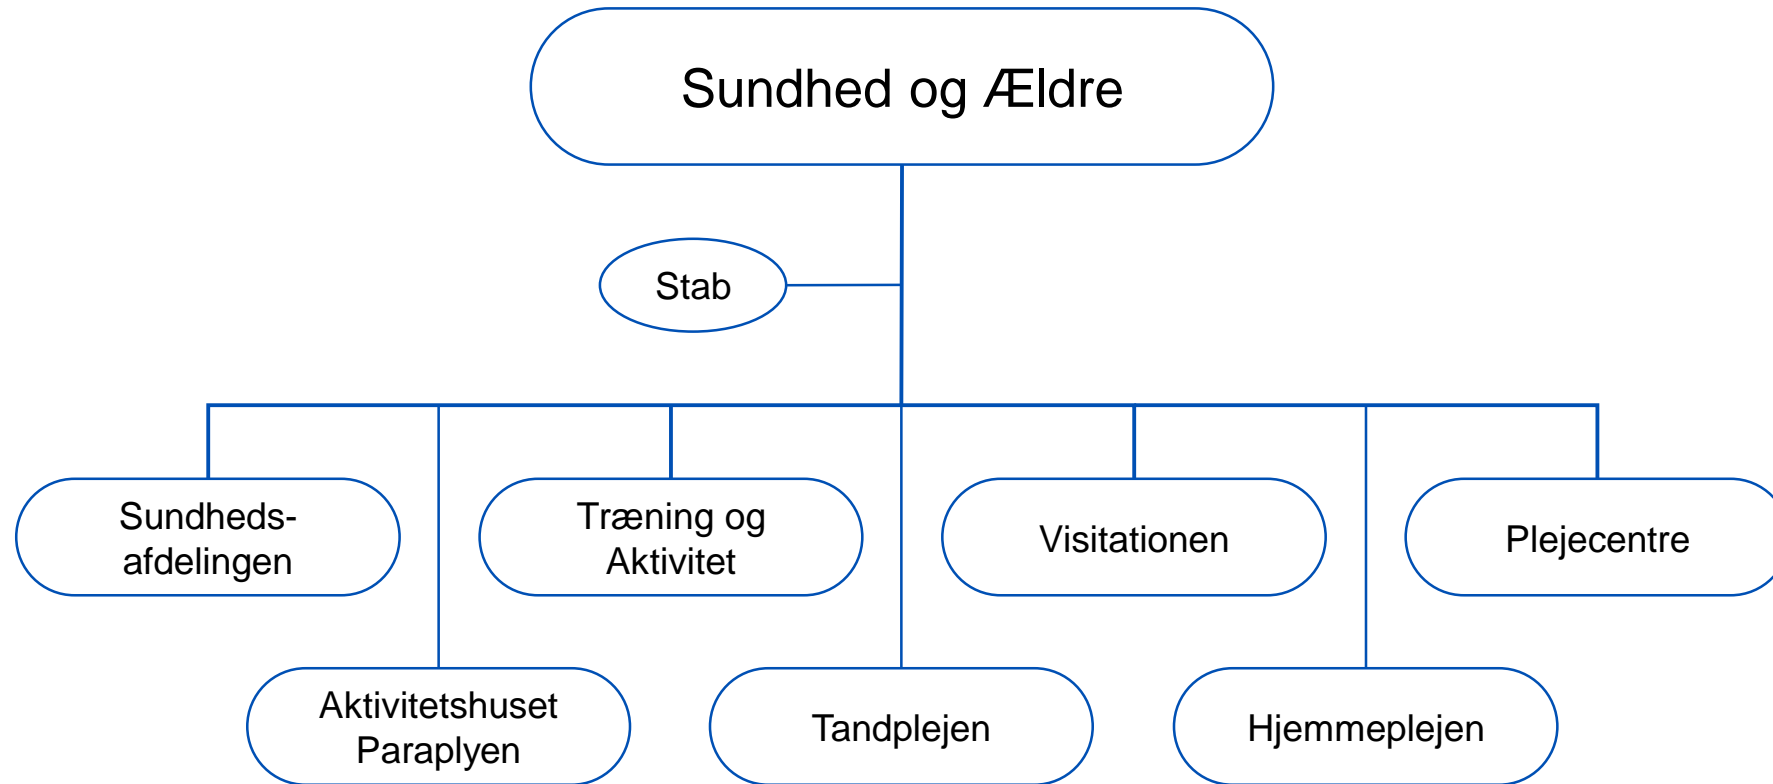 Sundhed og Ældre
Stab
Sundheds-
afdelingen
Træning og
Aktivitet
Visitationen
Plejecentre
Aktivitetshuset
Paraplyen
Tandplejen
Hjemmeplejen